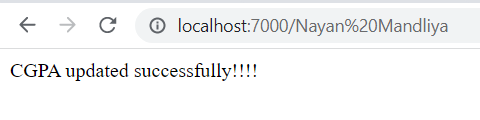 localhost:7000/Nayan%20Mandliya
CGPA updated successfully!!!!